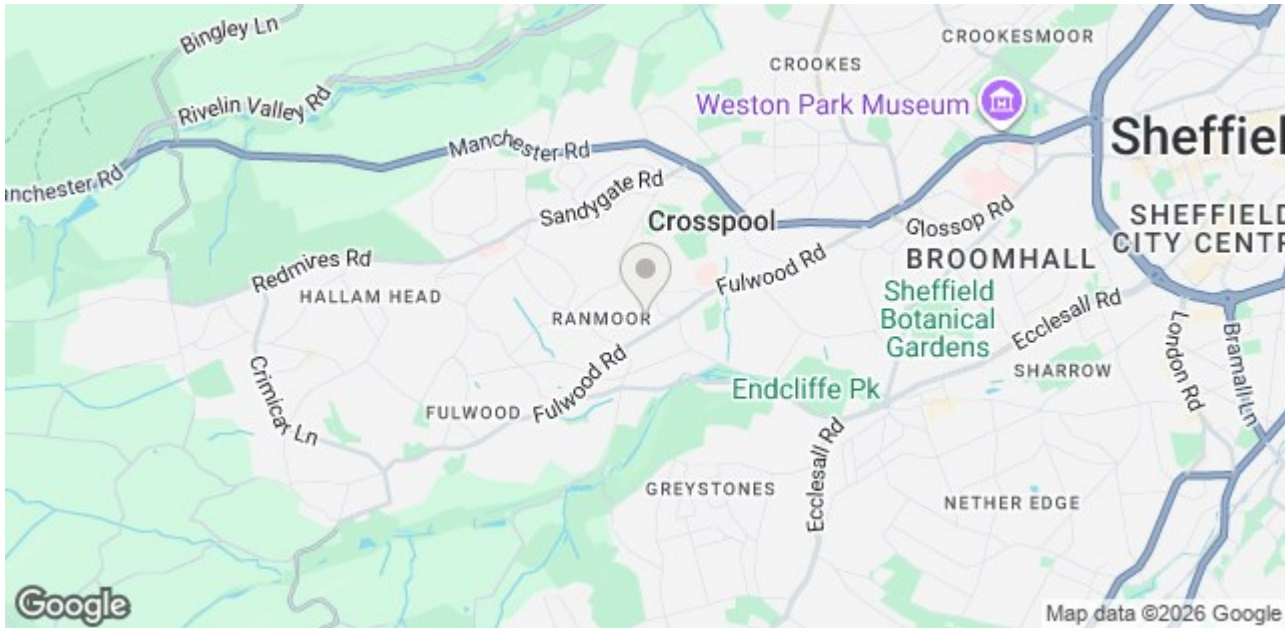 Bingley Ln
CROOKESMOOR
CROOKES
Rivelin Valley Rd
Weston Park Museum
Manchester Rd
Sheffiel
anchester Rd
Sandygate Rd
Crosspool
Glossop Rd
SHEFFIELD
CITY CENTR
Redmires Rd
Fulwood Rd
BROOMHALL
HALLAM HEAD
Sheffield
Botanical
Gardens
RANMOOR
Ecclesall Rd
London Rd
Bramall Ln
Crimicar Ln
Fulwood Rd
Endcliffe Pk
SHARROW
FULWOOD
Ecclesall Rd
GREYSTONES
NETHER EDGE
Google
Map data ©2026 Google